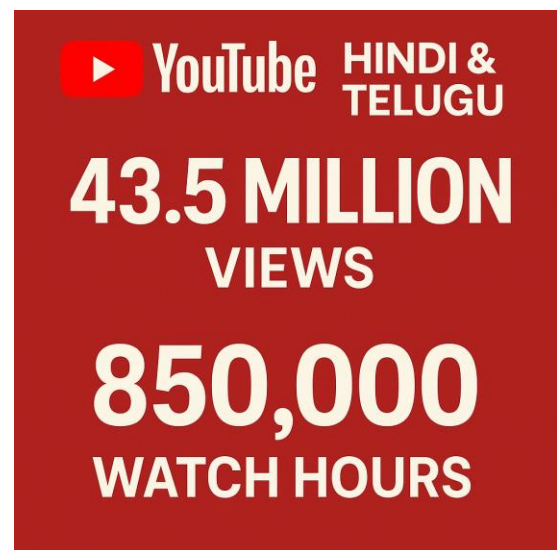 YouTube HINDI &
TELUGU
43.5 MILLION
VIEWS
850,000
WATCH HOURS